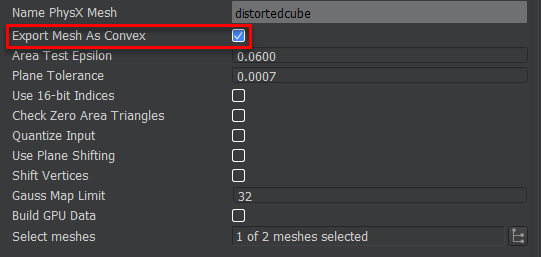 Name PhysX Mesh distortedcube
Export Mesh As Convex
Area Test Epsilon 0.0600
Plane Tolerance 0.0007
Use 16-bit Indices
Check Zero Area Triangles
Quantize Input
Use Plane Shifting
Shift Vertices
Gauss Map Limit 32
Build GPU Data
Select meshes 1 of 2 meshes selected